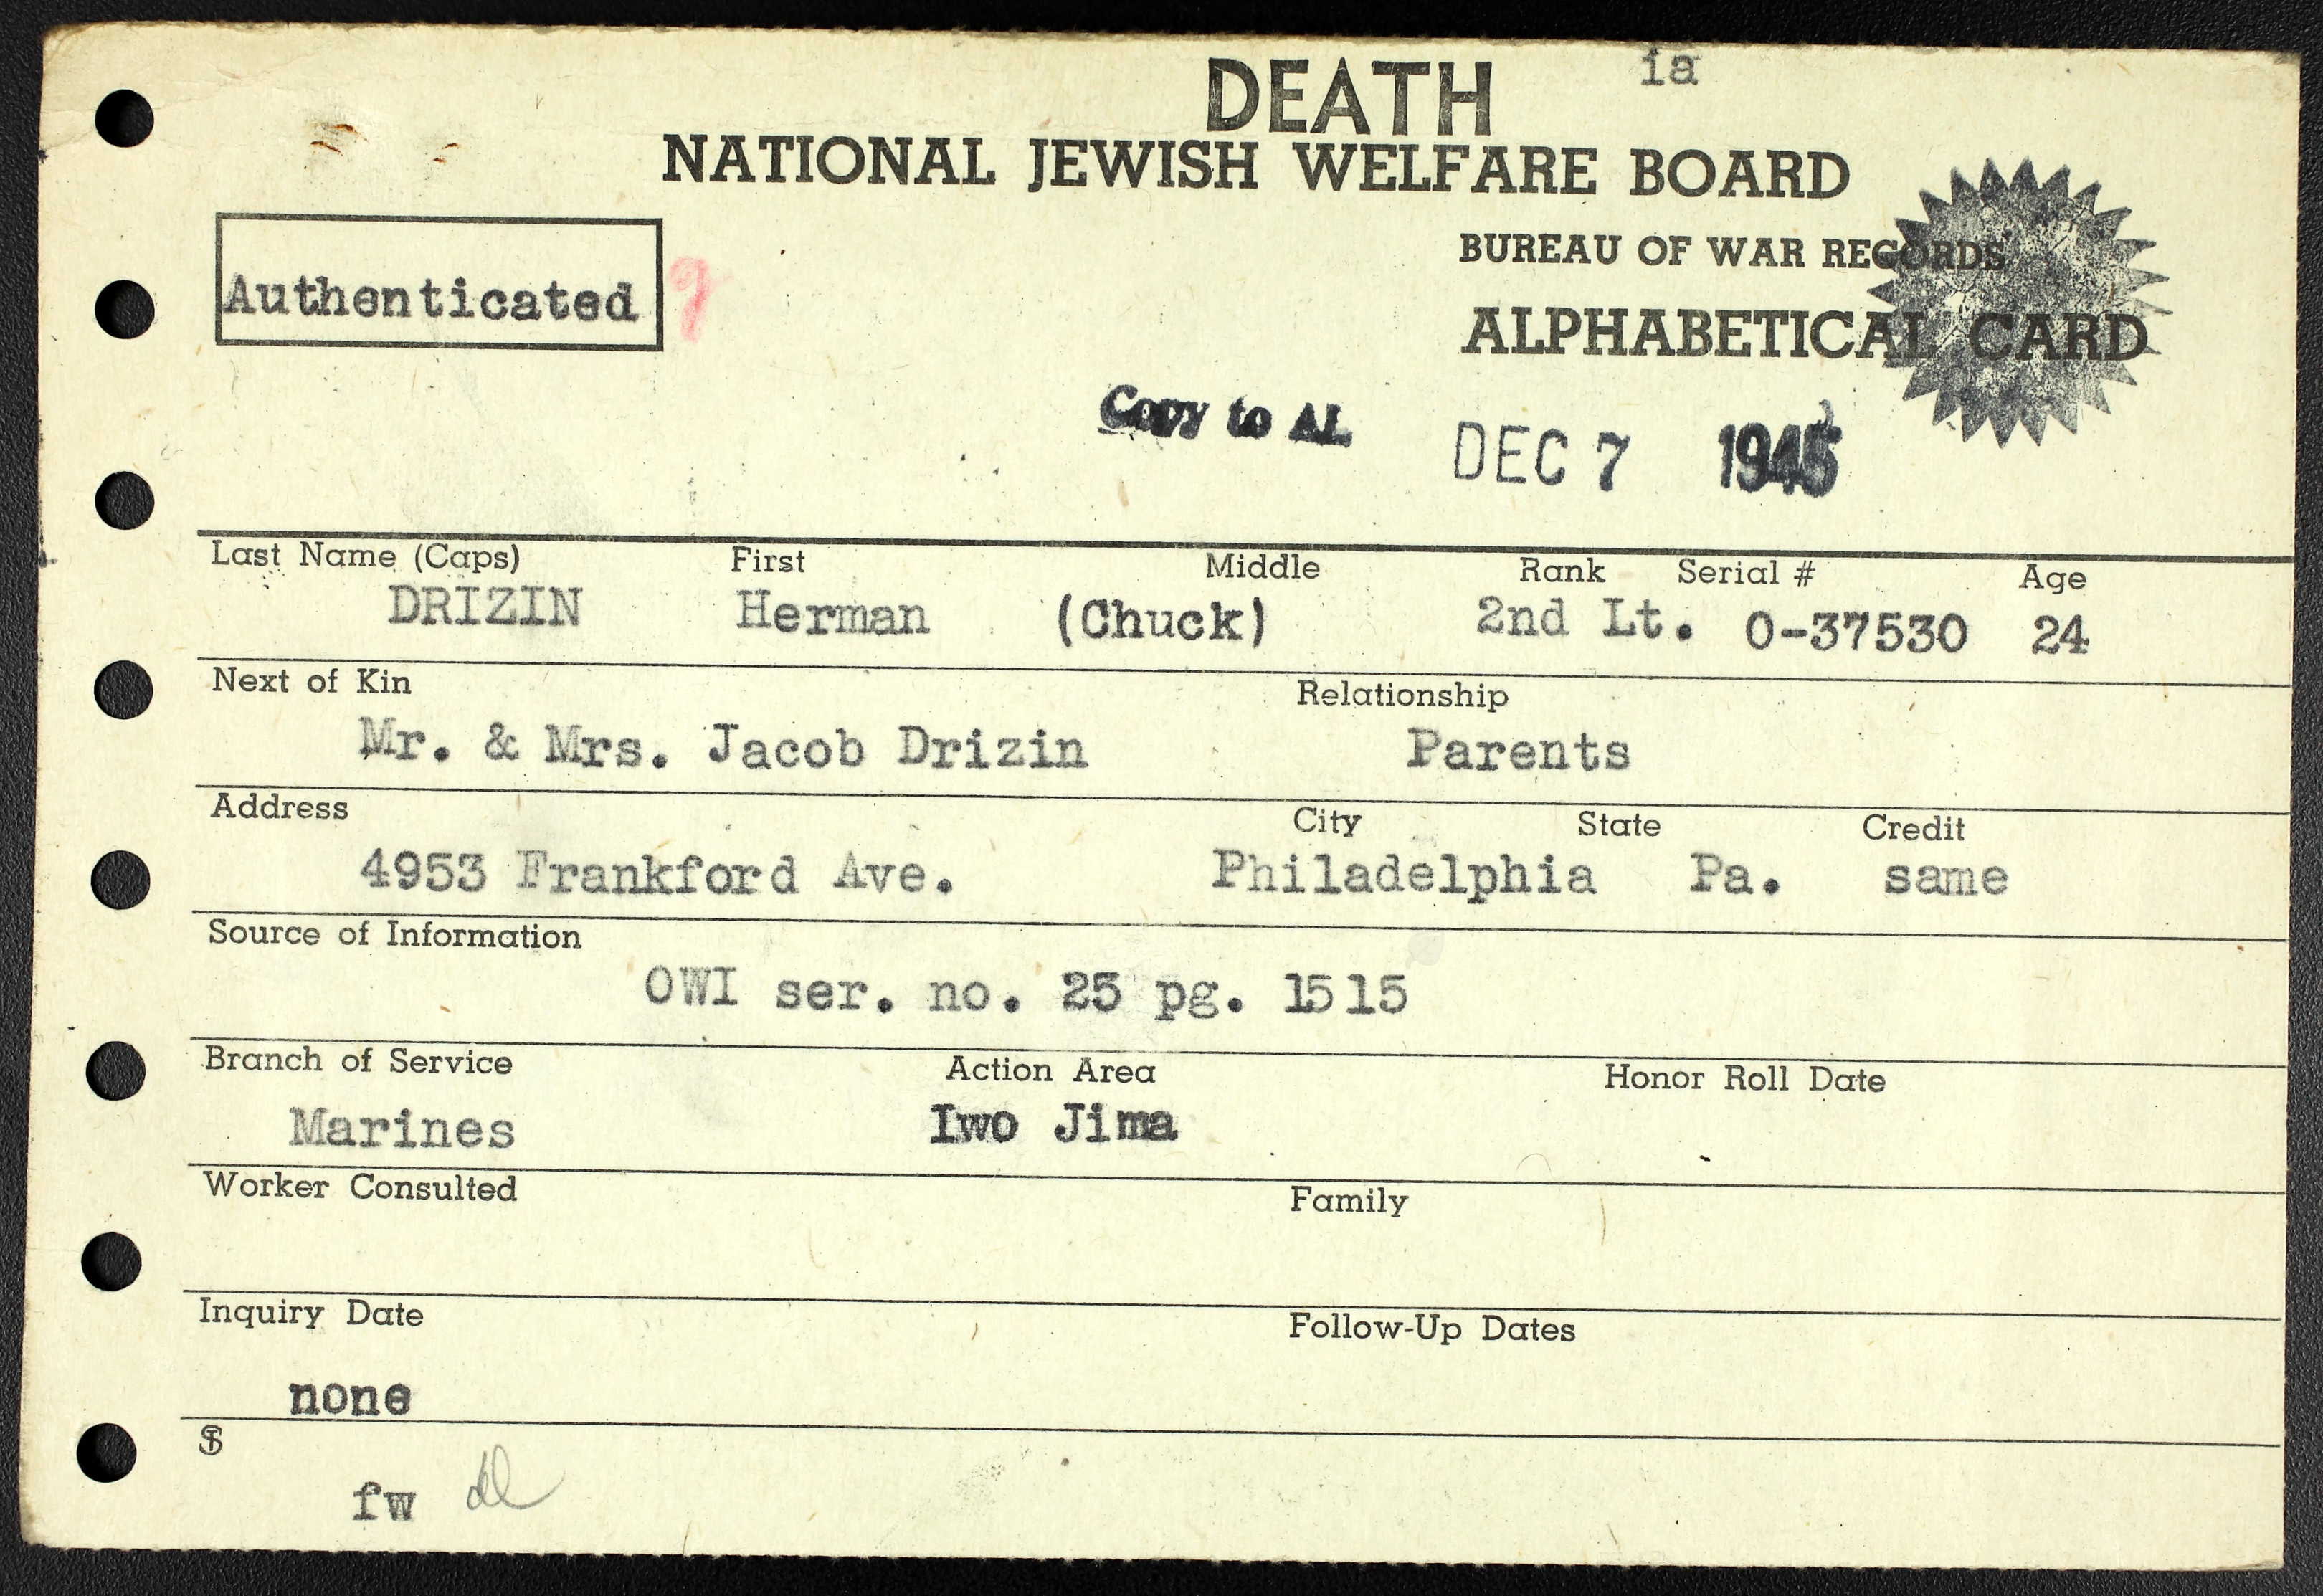 DEATH ia
NATIONAL JEWISH WELFARE BOARD
BUREAU OF WAR RECORDS
Authenticated
ALPHABETICAL CARD
Copy to AL DEC 7 1945
Last Name (Caps) First Middle Rank Serial # Age
DRIZIN Herman (Chuck) 2nd Lt. 0-37530 24
Next of Kin Relationship
Mr. & Mrs. Jacob Drizin Parents
Address City State Credit
4953 Frankford Ave. Philadelphia Pa. same
Source of Information
OWI ser. no. 25 pg. 1515
Branch of Service Action Area Honor Roll Date
Marines Iwo Jima
Worker Consulted Family
Inquiry Date Follow-Up Dates
none
fw